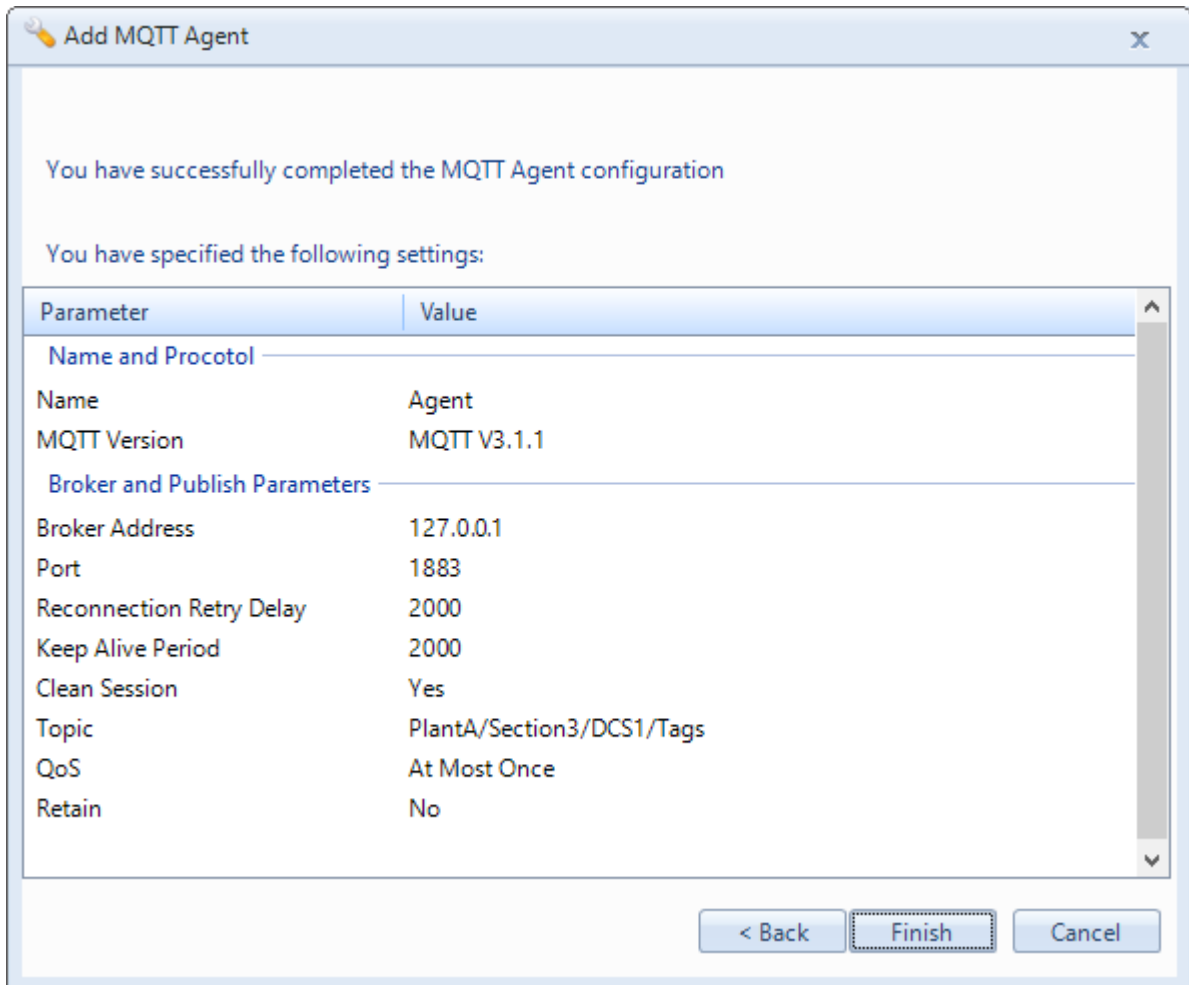 Add MQTT Agent
You have successfully completed the MQTT Agent configuration
You have specified the following settings:
Parameter Value
Name and Procotol
Name Agent
MQTT Version MQTT V3.1.1
Broker and Publish Parameters
Broker Address 127.0.0.1
Port 1883
Reconnection Retry Delay 2000
Keep Alive Period 2000
Clean Session Yes
Topic PlantA/Section3/DCS1/Tags
QoS At Most Once
Retain No
< Back Finish Cancel